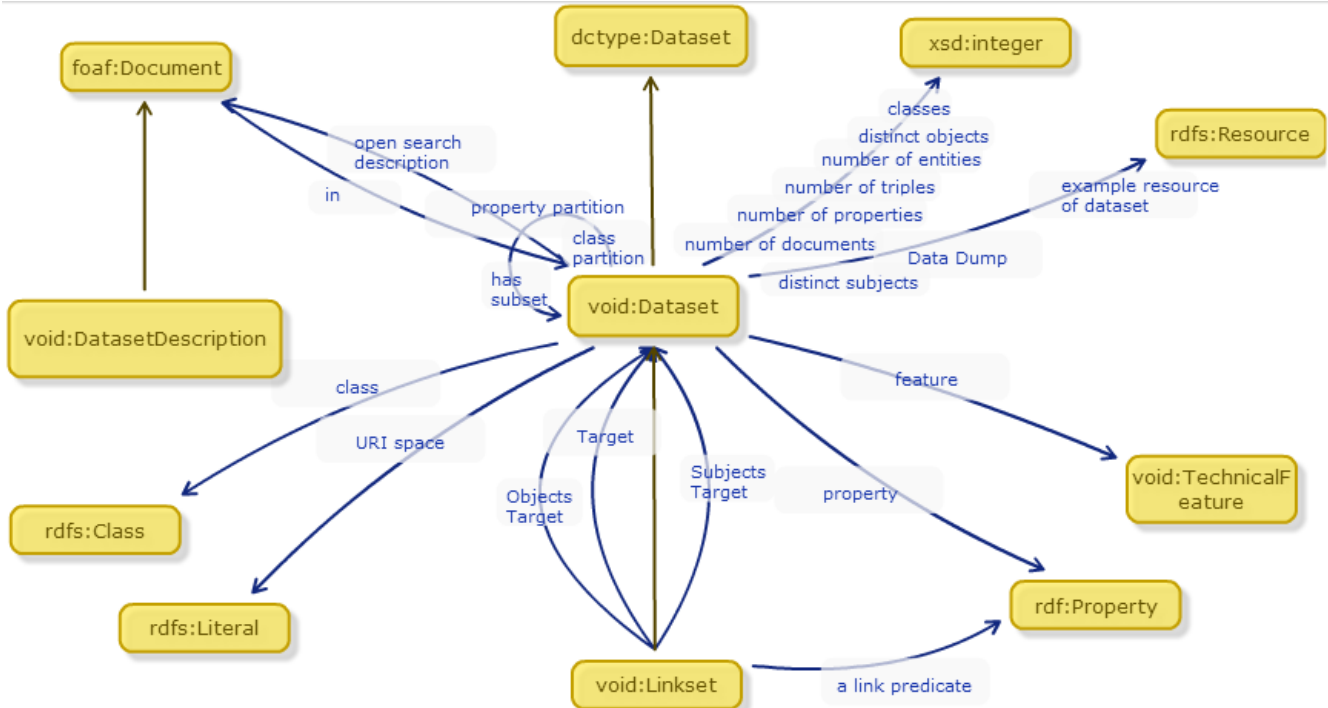 dctype:Dataset
xsd:integer
foaf:Document
classes
distinct objects
rdfs:Resource
open search
description
number of entities
in
number of triples
example resource
of dataset
property partition
number of properties
class
partition
number of documents
Data Dump
has
subset
distinct subjects
void:Dataset
void:DatasetDescription
class
feature
URI space
Target
Subjects
Target
void:TechnicalF
eature
Objects
Target
property
rdfs:Class
rdf:Property
rdfs:Literal
void:Linkset
a link predicate